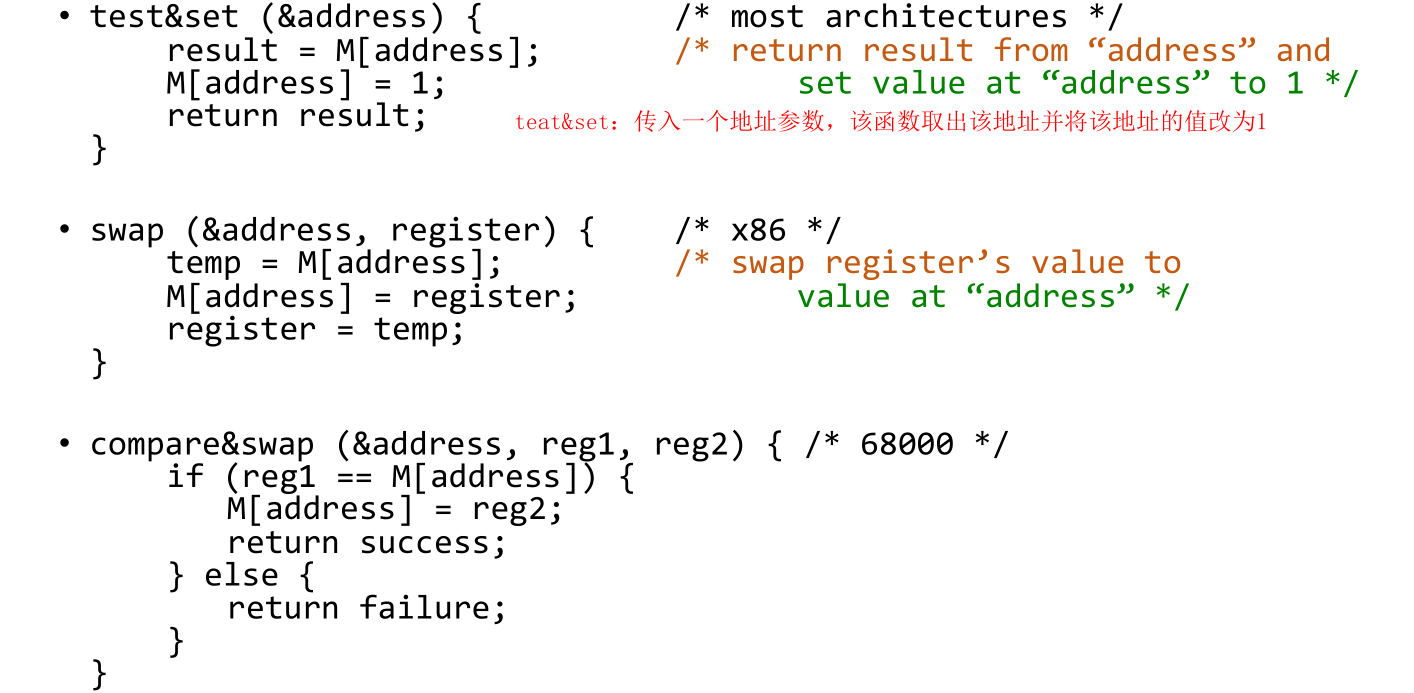 • test&set (&address) { /* most architectures */
result = M[address]; /* return result from “address” and
M[address] = 1; set value at “address” to 1 */
return result; teat&set：传入一个地址参数，该函数取出该地址并将该地址的值改为1
}
• swap (&address, register) { /* x86 */
temp = M[address]; /* swap register’s value to
M[address] = register; value at “address” */
register = temp;
}
• compare&swap (&address, reg1, reg2) { /* 68000 */
if (reg1 == M[address]) {
M[address] = reg2;
return success;
} else {
return failure;
}
}